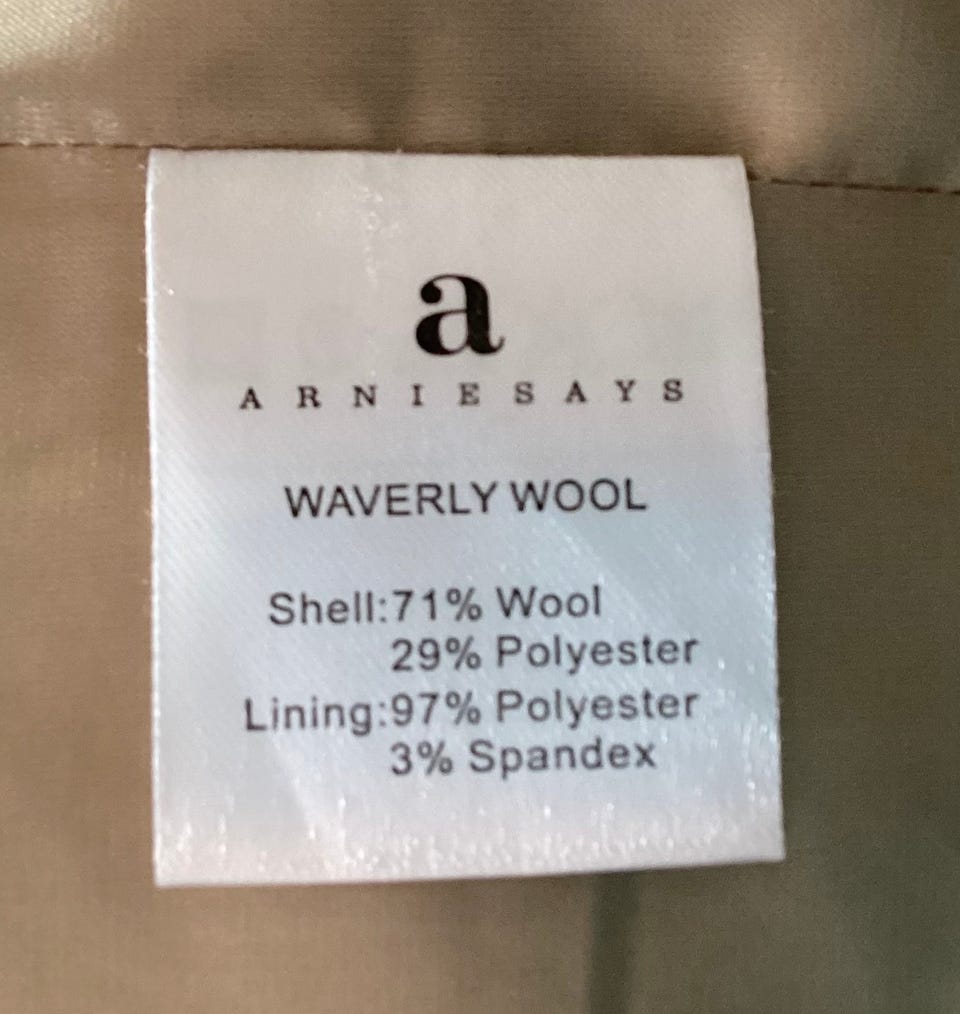 a
ARNIESAYS
WAVERLY WOOL
Shell:71% Wool
29% Polyester
Lining:97% Polyester
3% Spandex